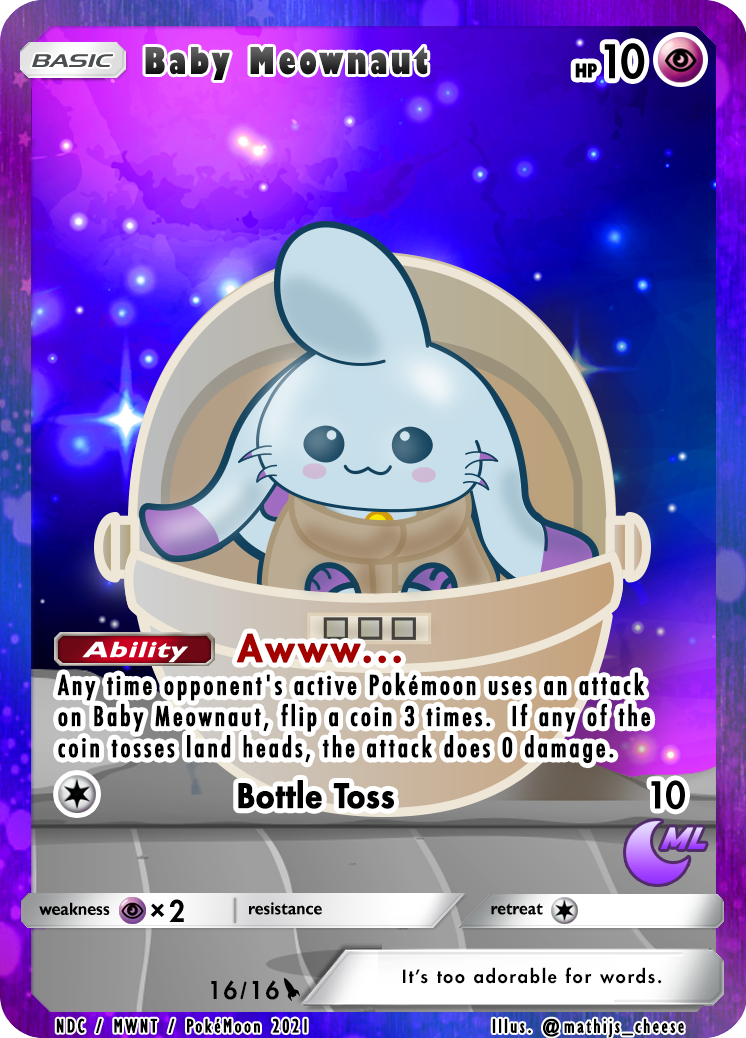 BASIC Baby Meownaut HP 10
Ability Awww...
Any time opponent's active Pokémoon uses an attack
on Baby Meownaut, flip a coin 3 times. If any of the
coin tosses land heads, the attack does 0 damage.
Bottle Toss 10
ML
weakness ×2 resistance retreat
It's too adorable for words.
16/16
NDC / MWNT / PokéMoon 2021 Illus. @mathijs_cheese